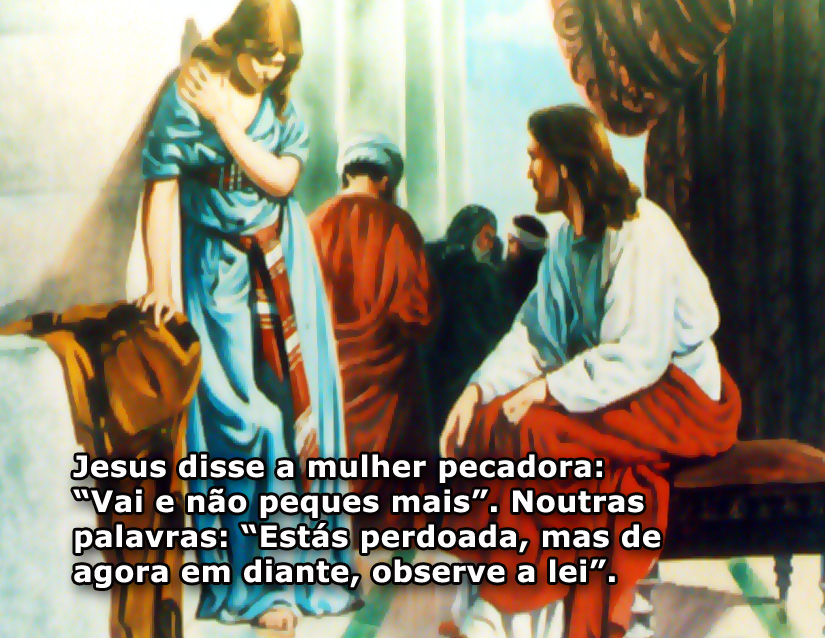 Jesus disse a mulher pecadora:
“Vai e não peques mais”. Noutras
palavras: “Estás perdoada, mas de
agora em diante, observe a lei”.